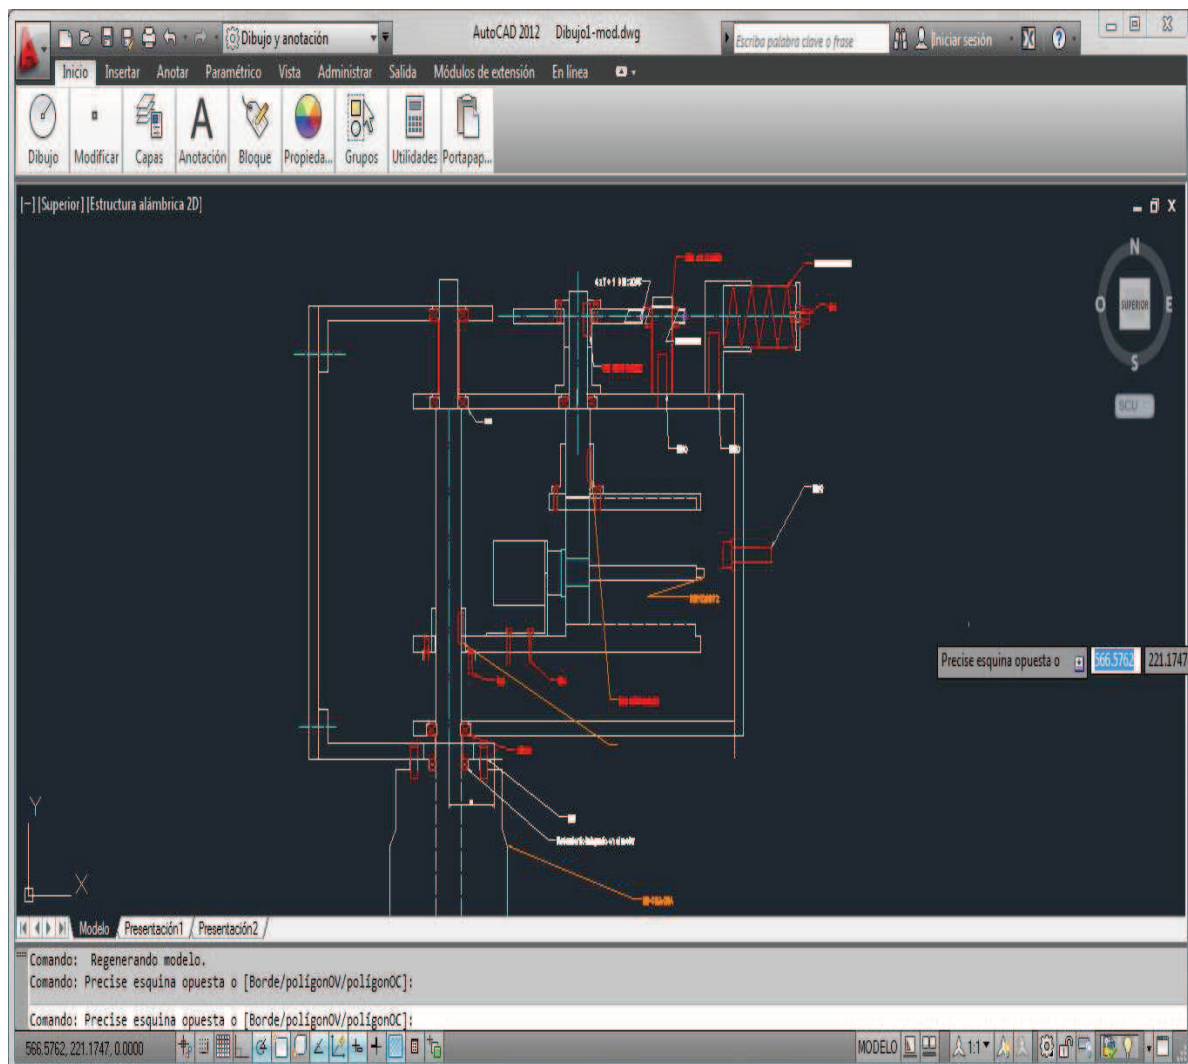 Dibujo y anotación
AutoCAD 2012 Dibujo1-mod.dwg
Escriba palabra clave o frase
Iniciar sesión
Inicio Insertar Anotar Paramétrico Vista Administrar Salida Módulos de extensión En línea
Dibujo Modificar Capas Anotación Bloque Propieda... Grupos Utilidades Portapap...
[−] [Superior] [Estructura alámbrica 2D]
N
O SUPERIOR E
S
SCU
Precise esquina opuesta o 566.5762 221.1747
Y
X
Modelo Presentación1 Presentación2
Comando: Regenerando modelo.
Comando: Precise esquina opuesta o [Borde/polígonOV/polígonOC]:
Comando: Precise esquina opuesta o [Borde/polígonOV/polígonOC]:
566.5762, 221.1747, 0.0000 MODELO 1:1